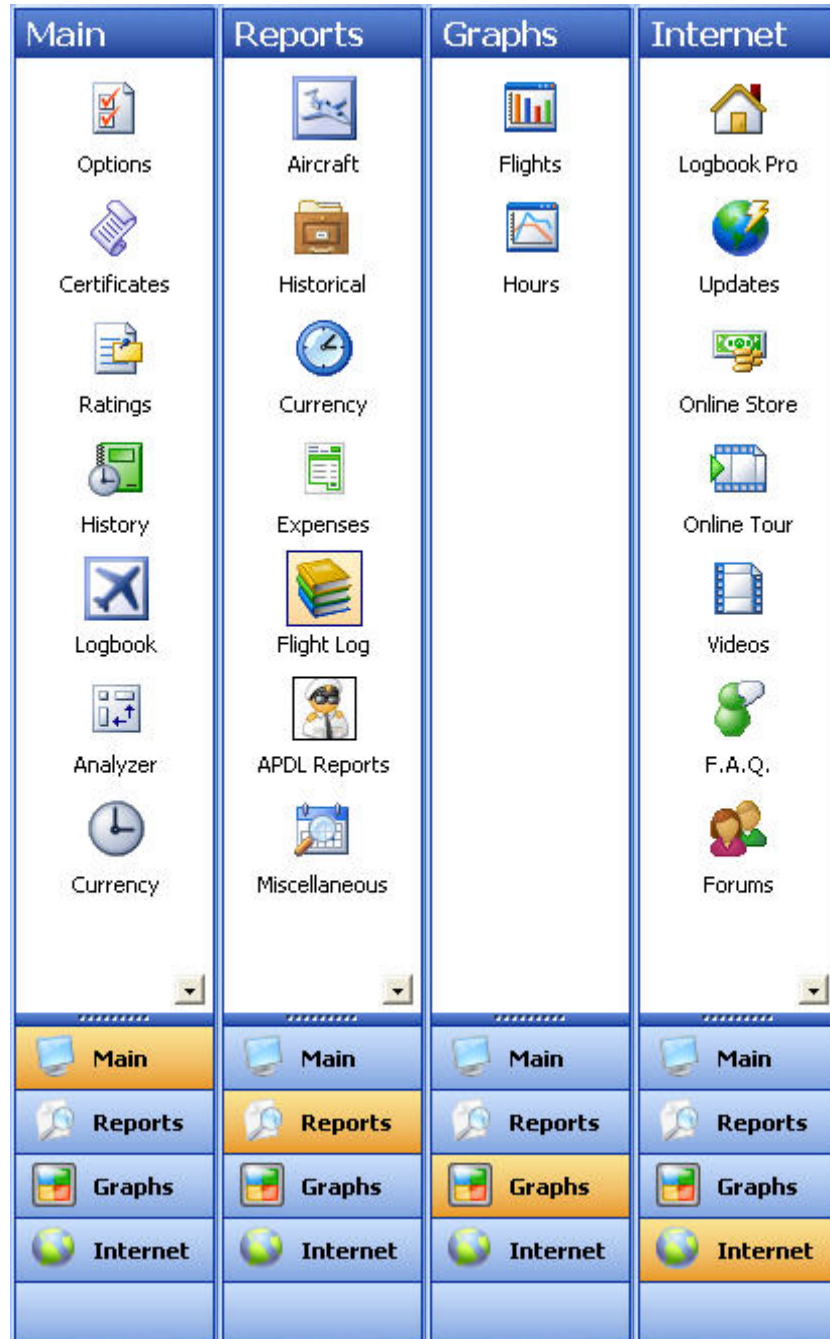 Main
Options
Certificates
Ratings
History
Logbook
Analyzer
Currency
Main
Reports
Graphs
Internet
Reports
Aircraft
Historical
Currency
Expenses
Flight Log
APDL Reports
Miscellaneous
Main
Reports
Graphs
Internet
Graphs
Flights
Hours
Main
Reports
Graphs
Internet
Internet
Logbook Pro
Updates
Online Store
Online Tour
Videos
F.A.Q.
Forums
Main
Reports
Graphs
Internet